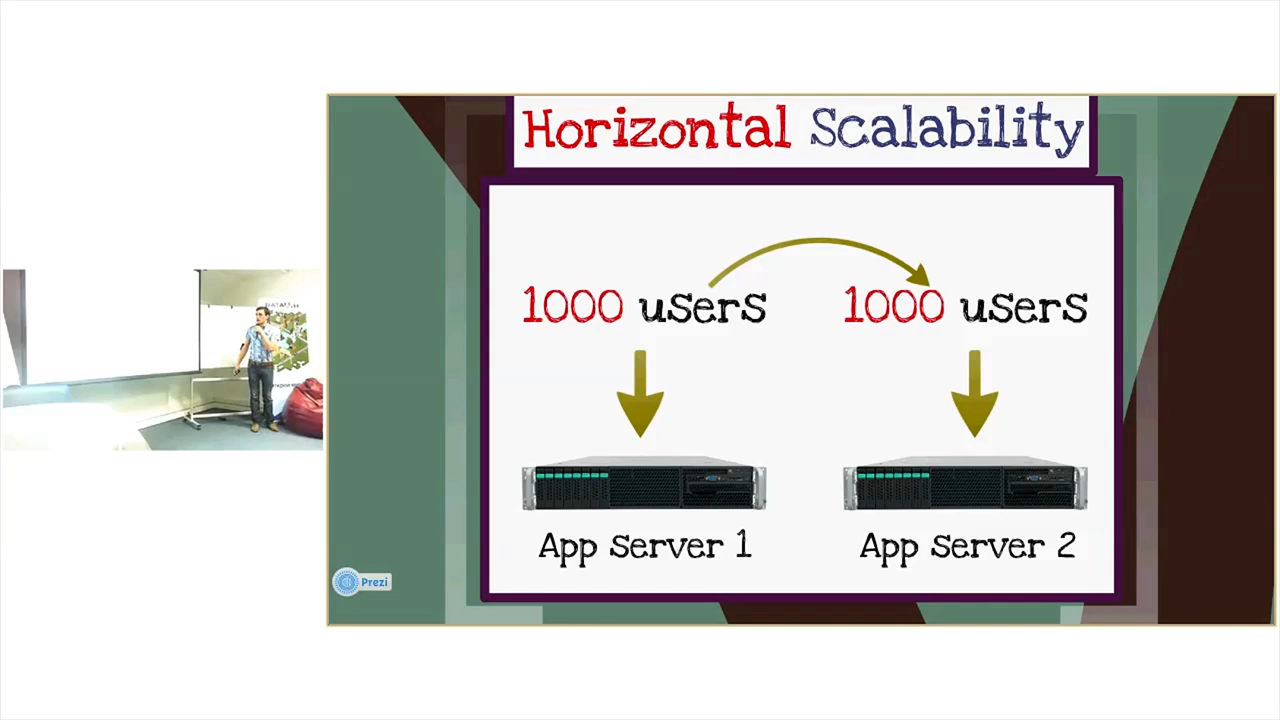 Horizontal Scalability
1000 users 1000 users
App server 1 App server 2
Prezi